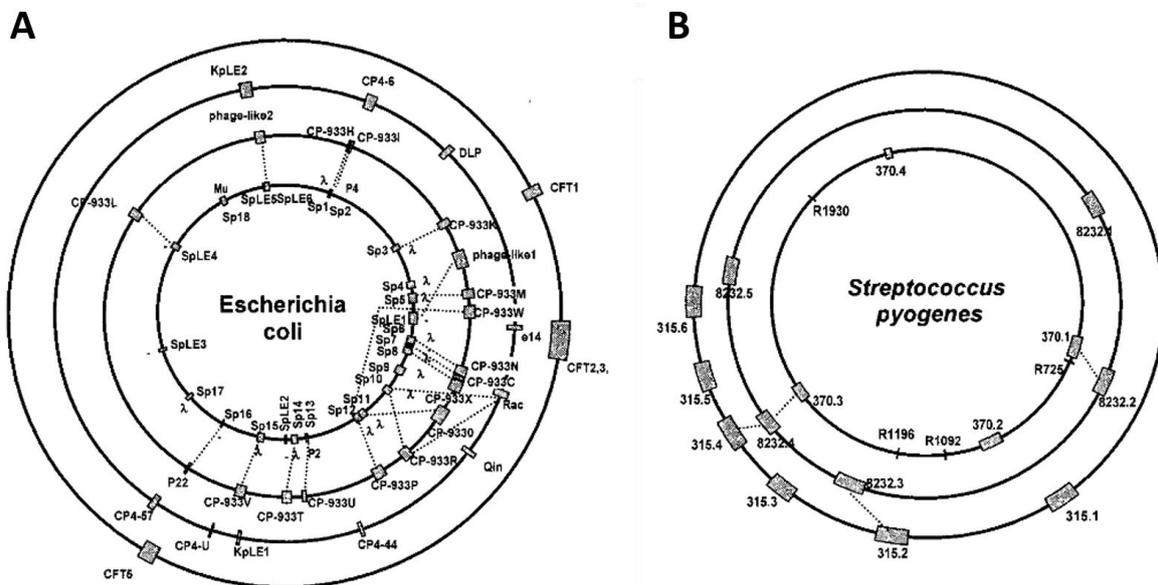 A
KpLE2
CP4-6
phage-like2
CP-933H
CP-933I
DLP
CFT1
Mu
SpLE5
SpLE6
λ
P4
Sp18
Sp1
Sp2
CP-933L
CP-933K
Sp3
λ
phage-like1
SpLE4
Sp4
λ
CP-933M
Sp5
λ
CP-933W
Escherichia
coli
SpLE1
e14
Sp6
Sp7
λ
Sp8
SpLE3
CFT2,3,
Sp9
λ
CP-933N
Sp10
λ
CP-933C
CP-933X
Rac
Sp17
λ
Sp11
Sp12
Sp16
Sp15
SpLE2
Sp14
Sp13
λ
λ
CP-933O
λ
λ
P2
CP-933R
Qin
P22
CP-933P
CP-933V
CP-933U
CP-933T
CP4-57
CP4-U
KpLE1
CP4-44
CFT5
B
370.4
R1930
8232.1
8232.5
Streptococcus
pyogenes
315.6
370.1
R725
315.5
370.3
8232.2
315.4
8232.4
370.2
R1196
R1092
8232.3
315.3
315.1
315.2